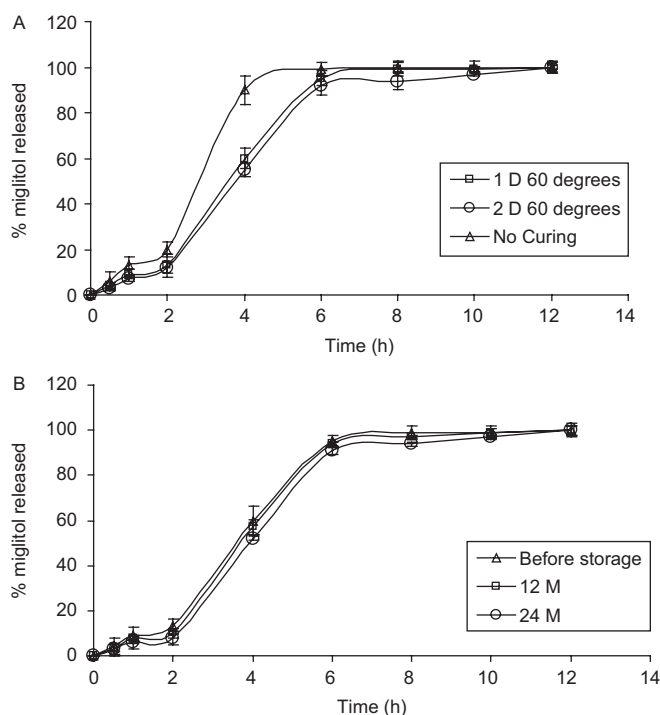 A
120
100
80
60
40
20
0
% miglitol released
1 D 60 degrees
2 D 60 degrees
No Curing
0 2 4 6 8 10 12 14
Time (h)
B
120
100
80
60
40
20
0
% miglitol released
Before storage
12 M
24 M
0 2 4 6 8 10 12 14
Time (h)